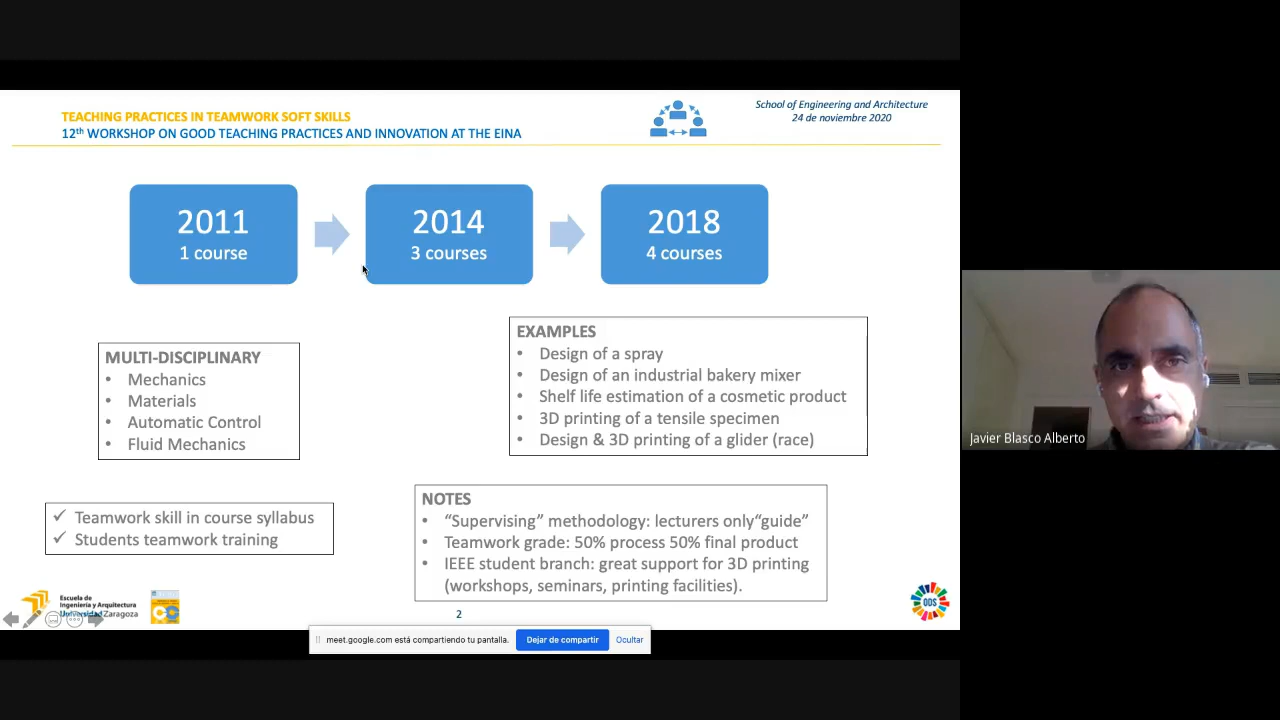 TEACHING PRACTICES IN TEAMWORK SOFT SKILLS
12th WORKSHOP ON GOOD TEACHING PRACTICES AND INNOVATION AT THE EINA
School of Engineering and Architecture
24 de noviembre 2020
2011
1 course
2014
3 courses
2018
4 courses
MULTI-DISCIPLINARY
• Mechanics
• Materials
• Automatic Control
• Fluid Mechanics
EXAMPLES
• Design of a spray
• Design of an industrial bakery mixer
• Shelf life estimation of a cosmetic product
• 3D printing of a tensile specimen
• Design & 3D printing of a glider (race)
✓ Teamwork skill in course syllabus
✓ Students teamwork training
NOTES
• “Supervising” methodology: lecturers only“guide”
• Teamwork grade: 50% process 50% final product
• IEEE student branch: great support for 3D printing
(workshops, seminars, printing facilities).
Escuela de
Ingeniería y Arquitectura
Universidad Zaragoza
ODS
2
meet.google.com está compartiendo tu pantalla.
Dejar de compartir
Ocultar
Javier Blasco Alberto